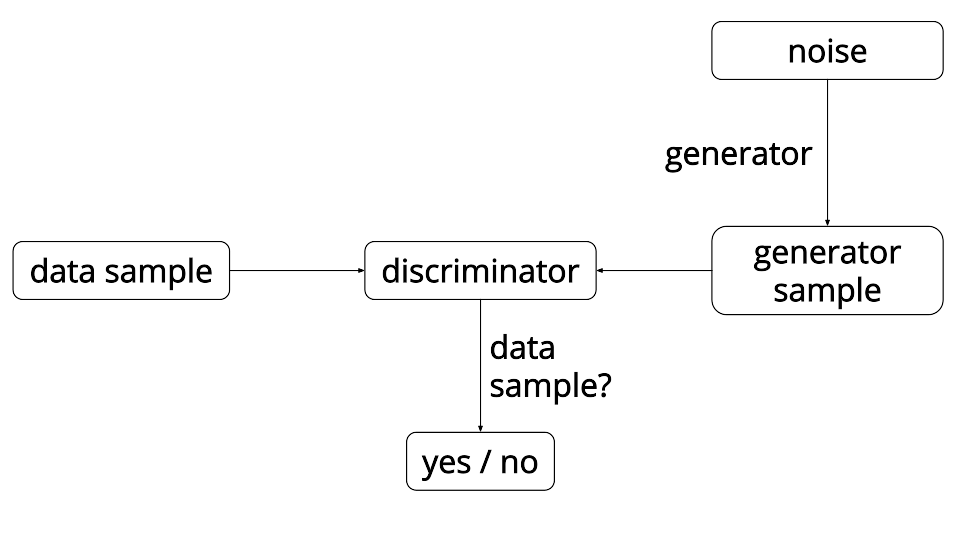 noise
generator
data sample
discriminator
generator
sample
data
sample?
yes / no